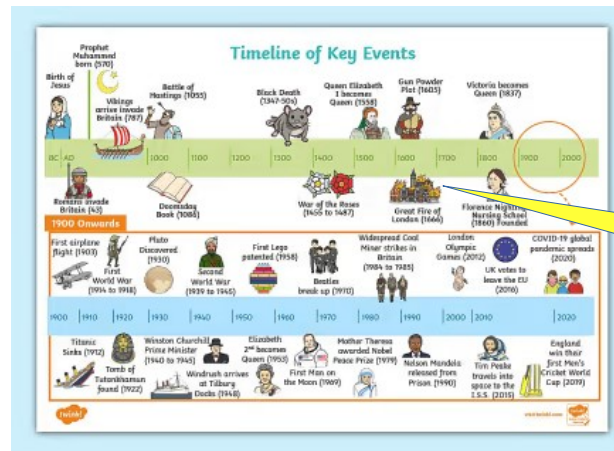 Timeline of Key Events
Prophet
Muhammed
born (570)
Birth of
Jesus
Vikings
arrive invade
Britain (787)
Battle of
Hastings (1055)
Black Death
(1347-50s)
Queen Elizabeth
I becomes
Queen (1558)
Gun Powder
Plot (1605)
Victoria becomes
Queen (1837)
BC AD 1000 1100 1200 1300 1400 1500 1600 1700 1800 1900 2000
Romans invade
Britain (43)
Doomsday
Book (1086)
War of the Roses
(1455 to 1487)
Great Fire of
London (1666)
Florence Nighting
Nursing School
(1860) Founded
1900 Onwards
First airplane
flight (1903)
First
World War
(1914 to 1918)
Pluto
Discovered
(1930)
Second
World War
(1939 to 1945)
First Lego
patented (1958)
Beatles
break up (1970)
Widespread Coal
Miner strikes in
Britain
(1984 to 1985)
London
Olympic
Games (2012)
UK votes to
leave the EU
(2016)
COVID-19 global
pandemic spreads
(2020)
1900 1910 1920 1930 1940 1950 1960 1970 1980 1990 2000 2010 2020
Titanic
Sinks (1912)
Tomb of
Tutankhamun
found (1922)
Winston Churchill
Prime Minister
(1940 to 1945)
Windrush arrives
at Tilbury
Docks (1948)
Elizabeth
2nd becomes
Queen (1953)
First Man on
the Moon (1969)
Mother Theresa
awarded Nobel
Peace Prize (1979)
Nelson Mandela
released from
Prison (1990)
Tim Peake
travels into
space to the
I.S.S. (2015)
England
win their
first Men's
Cricket World
Cup (2019)
twinkl
visit twinkl.com